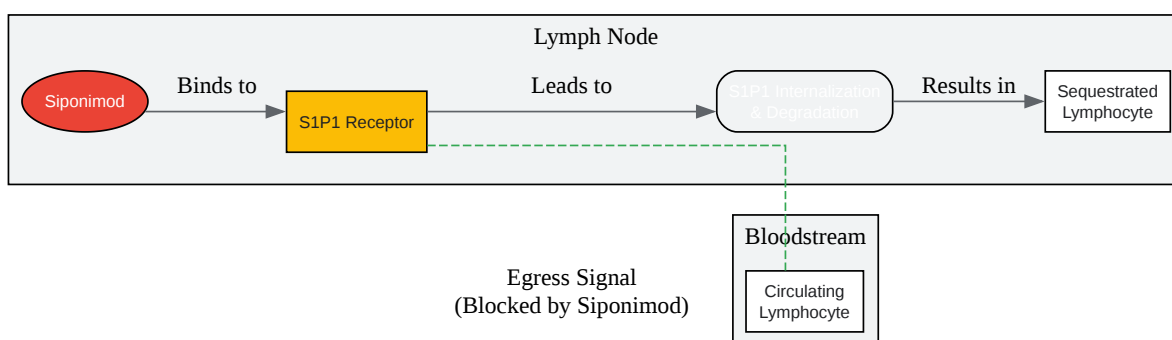 Lymph Node
Siponimod
Binds to
S1P1 Receptor
Leads to
S1P1 Internalization
& Degradation
Results in
Sequestrated
Lymphocyte
Bloodstream
Egress Signal
(Blocked by Siponimod)
Circulating
Lymphocyte